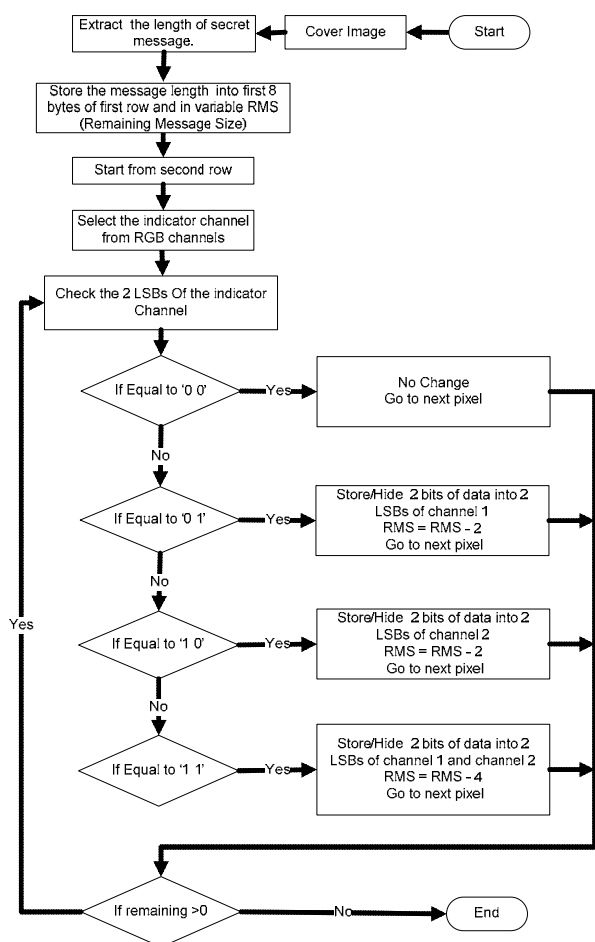 Start
Cover Image
Extract the length of secret
message.
Store the message length into first 8
bytes of first row and in variable RMS
(Remaining Message Size)
Start from second row
Select the indicator channel
from RGB channels
Check the 2 LSBs Of the indicator
Channel
If Equal to ‘0 0’
Yes
No Change
Go to next pixel
No
If Equal to ‘0 1’
Yes
Store/Hide 2 bits of data into 2
LSBs of channel 1
RMS = RMS - 2
Go to next pixel
No
If Equal to ‘1 0’
Yes
Store/Hide 2 bits of data into 2
LSBs of channel 2
RMS = RMS - 2
Go to next pixel
No
If Equal to ‘1 1’
Yes
Store/Hide 2 bits of data into 2
LSBs of channel 1 and channel 2
RMS = RMS - 4
Go to next pixel
Yes
If remaining >0
No
End